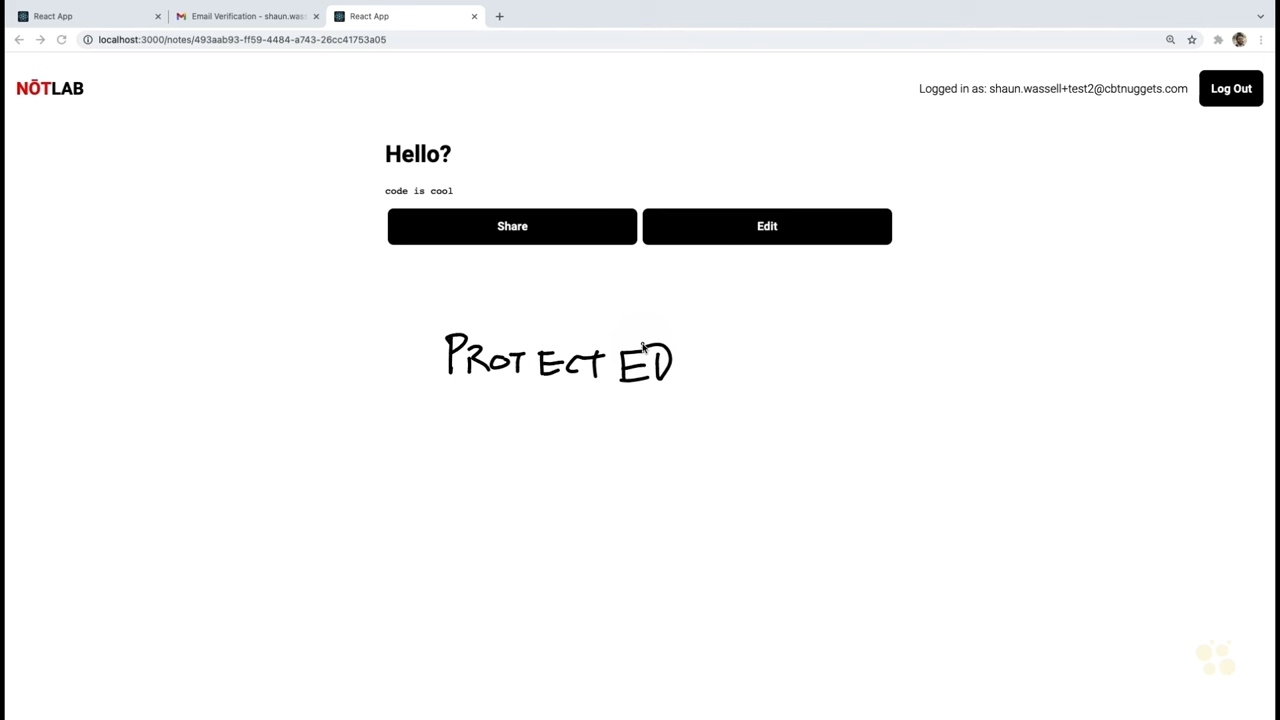 React App
Email Verification - shaun.wass
React App
localhost:3000/notes/493aab93-ff59-4484-a743-26cc41753a05
NŌTLAB
Logged in as: shaun.wassell+test2@cbtnuggets.com
Log Out
Hello?
code is cool
Share
Edit
PROTECTED